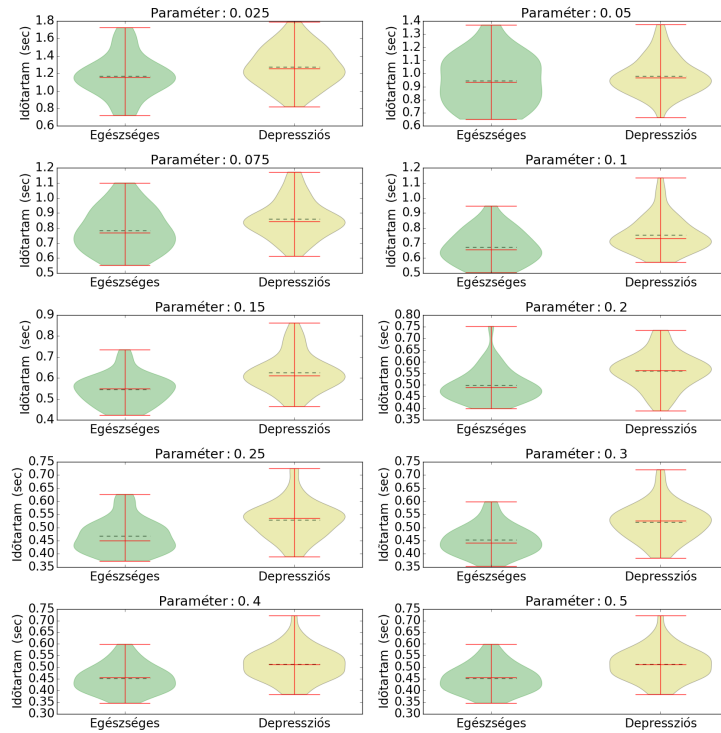 Paráméter: 0.025
Időtartam (sec)
1.8
1.6
1.4
1.2
1.0
0.8
0.6
Egészséges
Depressziós
Paráméter: 0.05
Időtartam (sec)
1.4
1.3
1.2
1.1
1.0
0.9
0.8
0.7
0.6
Egészséges
Depressziós
Paráméter: 0.075
Időtartam (sec)
1.2
1.1
1.0
0.9
0.8
0.7
0.6
0.5
Egészséges
Depressziós
Paráméter: 0.1
Időtartam (sec)
1.2
1.1
1.0
0.9
0.8
0.7
0.6
0.5
Egészséges
Depressziós
Paráméter: 0.15
Időtartam (sec)
0.9
0.8
0.7
0.6
0.5
0.4
Egészséges
Depressziós
Paráméter: 0.2
Időtartam (sec)
0.80
0.75
0.70
0.65
0.60
0.55
0.50
0.45
0.40
0.35
Egészséges
Depressziós
Paráméter: 0.25
Időtartam (sec)
0.75
0.70
0.65
0.60
0.55
0.50
0.45
0.40
0.35
Egészséges
Depressziós
Paráméter: 0.3
Időtartam (sec)
0.75
0.70
0.65
0.60
0.55
0.50
0.45
0.40
0.35
Egészséges
Depressziós
Paráméter: 0.4
Időtartam (sec)
0.75
0.70
0.65
0.60
0.55
0.50
0.45
0.40
0.35
0.30
Egészséges
Depressziós
Paráméter: 0.5
Időtartam (sec)
0.75
0.70
0.65
0.60
0.55
0.50
0.45
0.40
0.35
0.30
Egészséges
Depressziós